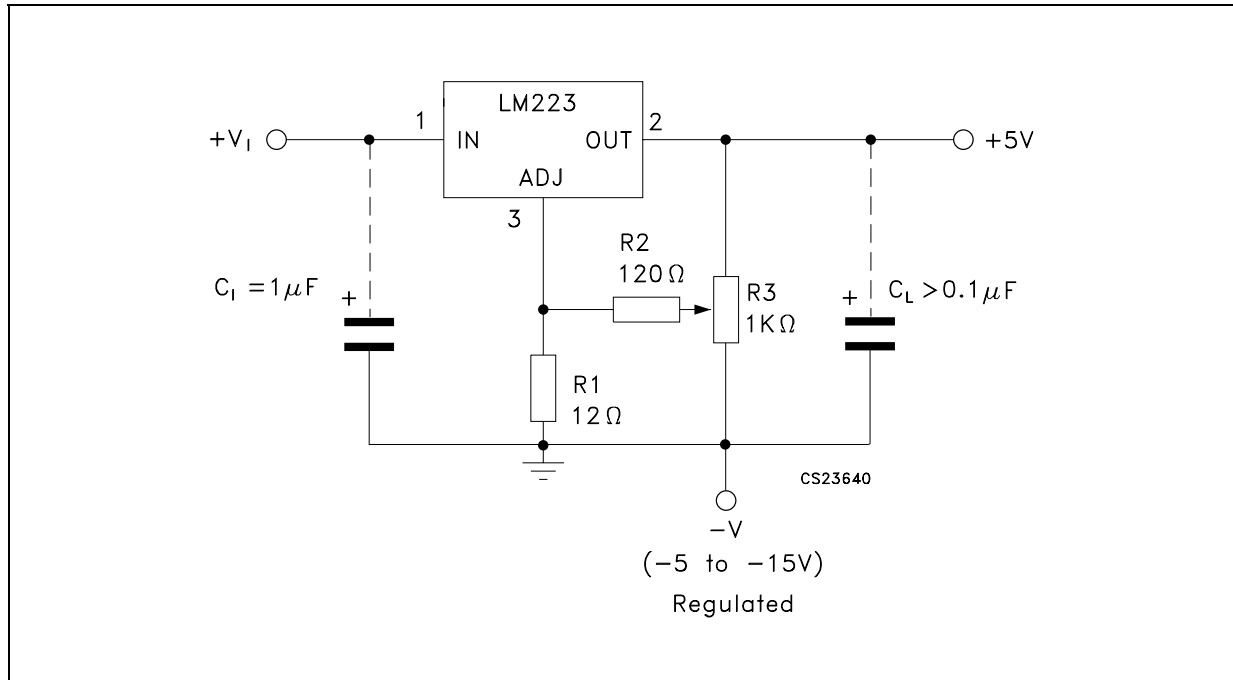 LM223
1
2
+V_I
IN
OUT
+5V
ADJ
3
R2
120Ω
C_I =1μF
+
R3
1KΩ
+
C_L >0.1μF
R1
12Ω
CS23640
-V
(-5 to -15V)
Regulated